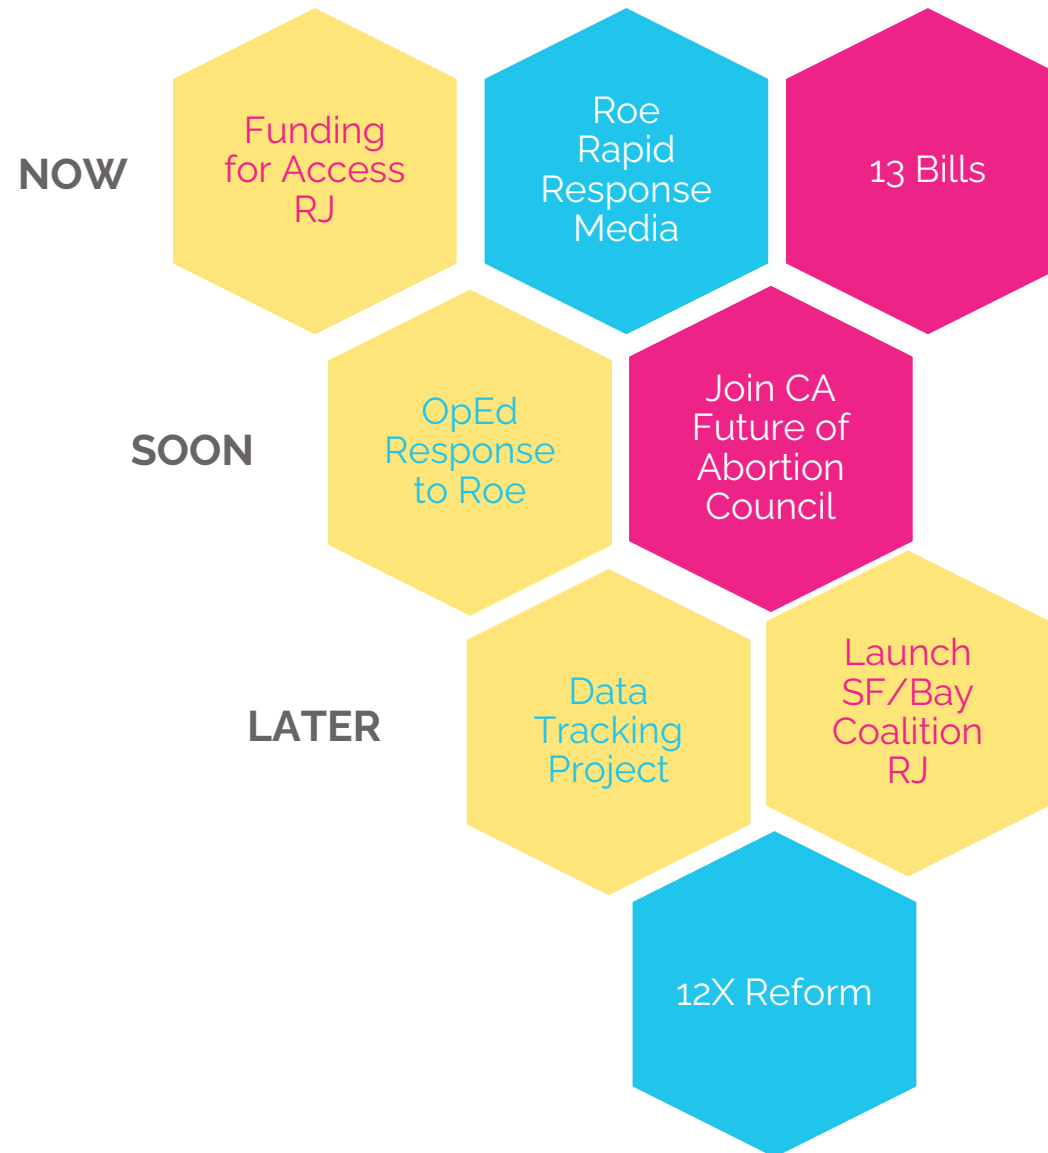 NOW
Funding
for Access
RJ
Roe
Rapid
Response
Media
13 Bills
SOON
OpEd
Response
to Roe
Join CA
Future of
Abortion
Council
LATER
Data
Tracking
Project
Launch
SF/Bay
Coalition
RJ
12X Reform